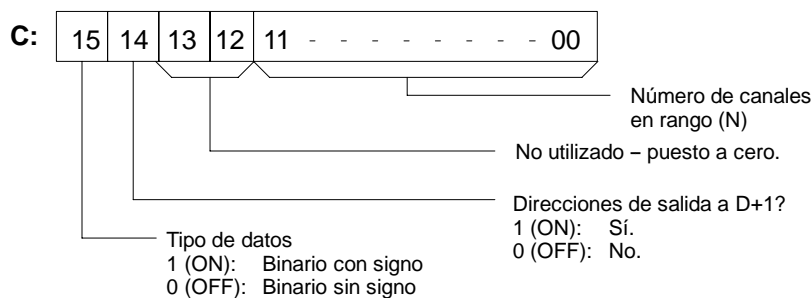 C: 15 14 13 12 11 - - - - - - - - 00
Número de canales
en rango (N)
No utilizado – puesto a cero.
Direcciones de salida a D+1?
1 (ON): Sí.
0 (OFF): No.
Tipo de datos
1 (ON): Binario con signo
0 (OFF): Binario sin signo